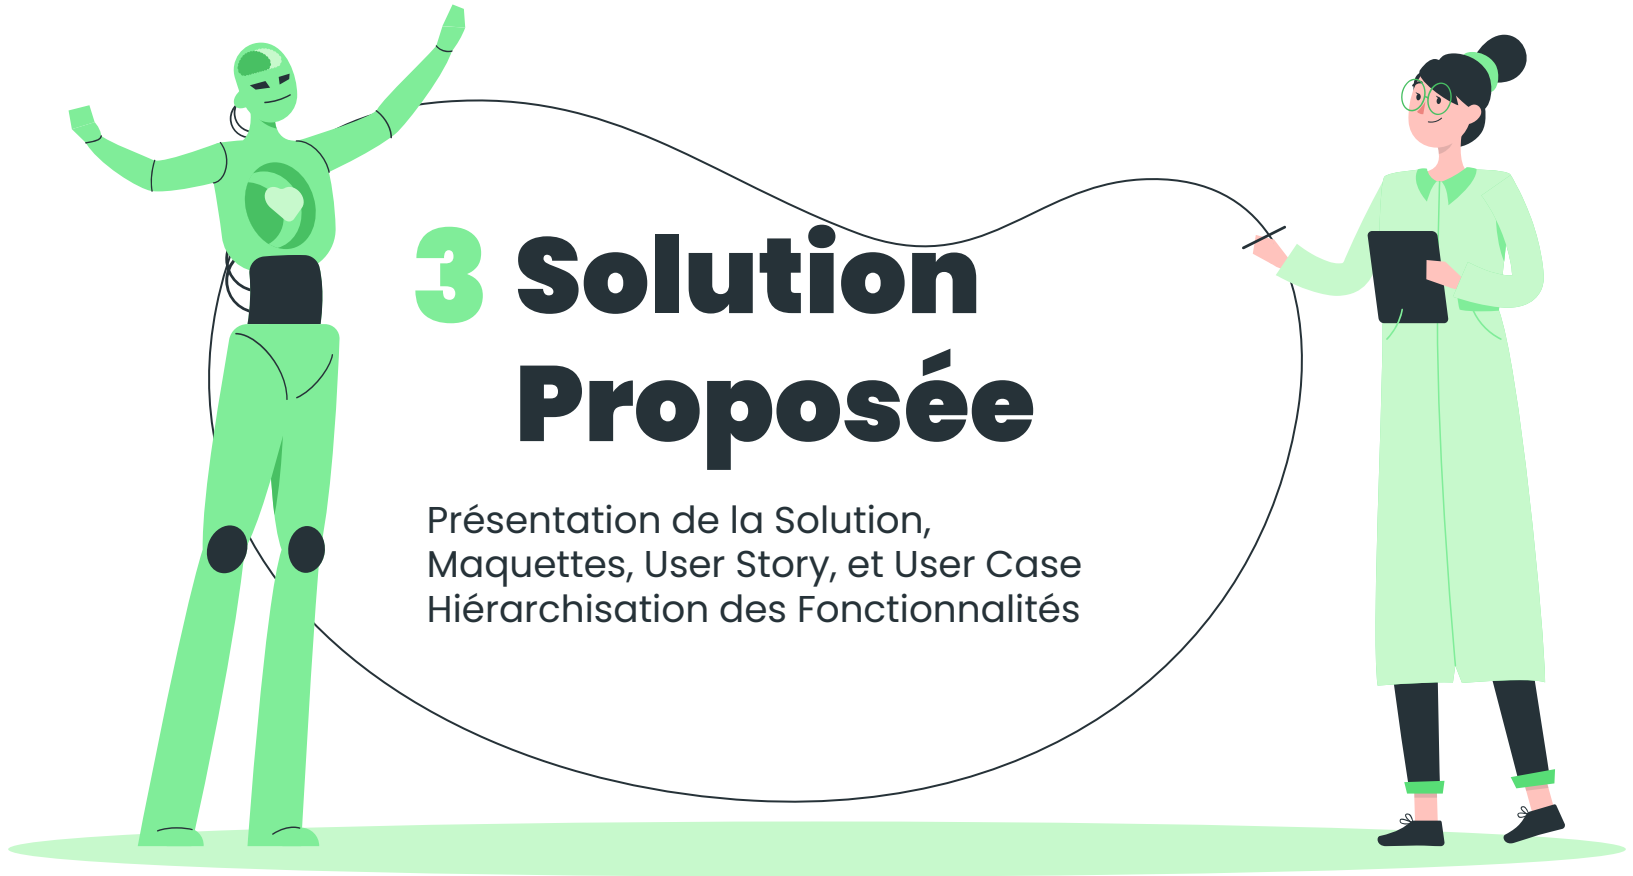 3 Solution
Proposée
Présentation de la Solution,
Maquettes, User Story, et User Case
Hiérarchisation des Fonctionnalités